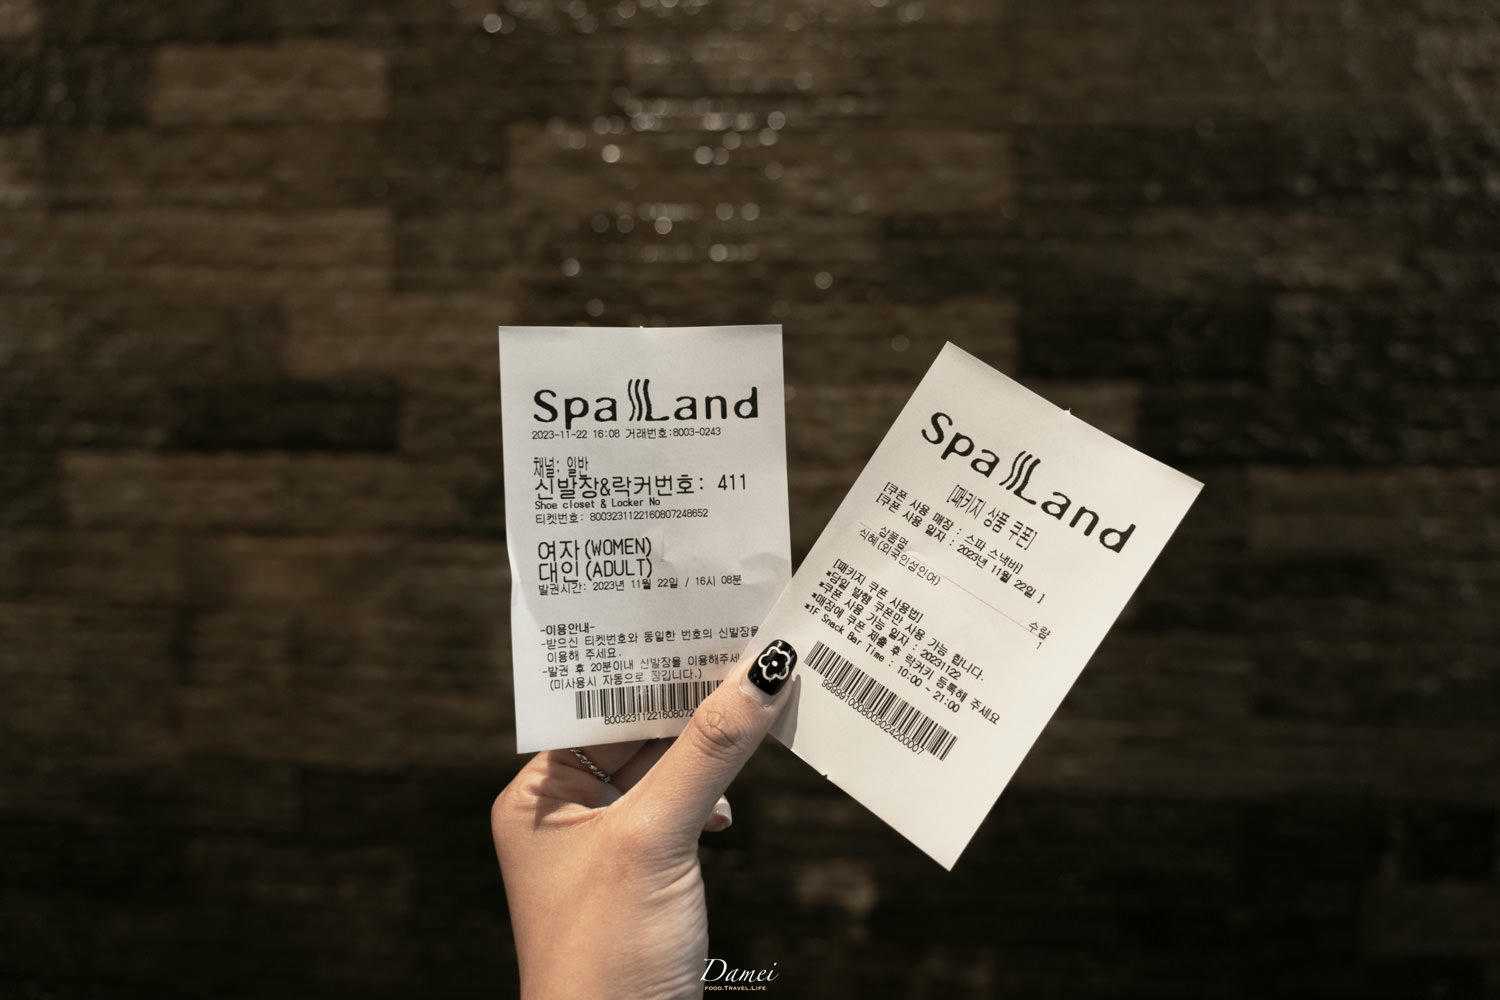 Spa Land
2023-11-22 16:08 거래번호:8003-0243
채널: 일반
신발장&락커번호: 411
Shoe closet & Locker No
티켓번호: 8003231122160807248652
여자(WOMEN)
대인(ADULT)
발권시간: 2023년 11월 22일 / 16시 08분
-이용안내-
-받으신 티켓번호와 동일한 번호의 신발장을
이용해 주세요.
-발권 후 20분이내 신발장을 이용해주세
(미사용시 자동으로 잠깁니다.)
80032311221608072
Spa Land
[패키지 상품 쿠폰]
[쿠폰 사용 매장 : 스파 스낵바]
[쿠폰 사용 일자 : 2023년 11월 22일 ]
상품명 수량
식혜(외국인성인여) 1
[패키지 쿠폰 사용법]
*당일 발행 쿠폰만 사용 가능 합니다.
*쿠폰 사용 가능 일자 : 20231122
*매장에 쿠폰 제출 후 락커키 등록해 주세요
*1F Snack Bar Time : 10:00 - 21:00
Damei
FOOD.TRAVEL.LIFE